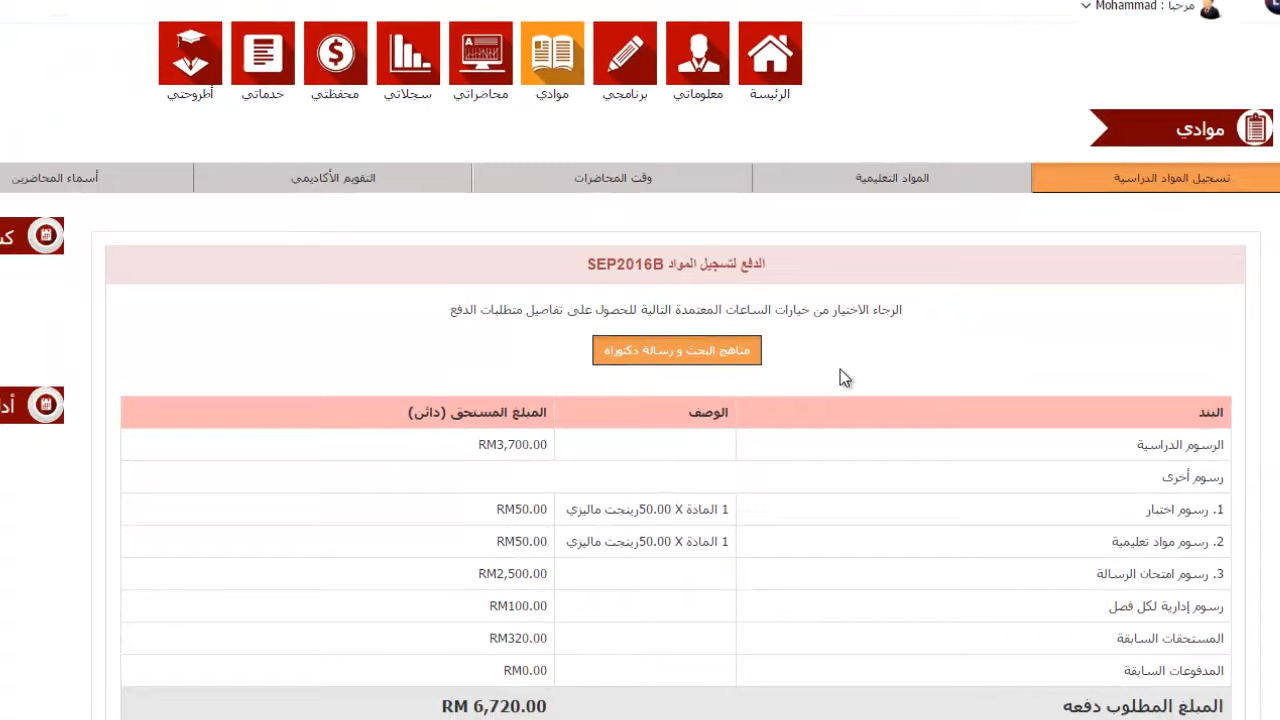 مرحبا : Mohammad
الرئيسة
معلوماتي
برنامجي
موادي
محاضراتي
سجلاتي
محفظتي
خدماتي
أطروحتي
موادي
تسجيل المواد الدراسية
المواد التعليمية
وقت المحاضرات
التقويم الأكاديمي
أسماء المحاضرين
الدفع لتسجيل المواد SEP2016B
الرجاء الاختيار من خيارات الساعات المعتمدة التالية للحصول على تفاصيل متطلبات الدفع
مناهج البحث و رسالة دكتوراه
البند الوصف المبلغ المستحق (دائن)
الرسوم الدراسية RM3,700.00
رسوم أخرى
1. رسوم اختبار 1 المادة X 50.00رينجت ماليزي RM50.00
2. رسوم مواد تعليمية 1 المادة X 50.00رينجت ماليزي RM50.00
3. رسوم امتحان الرسالة RM2,500.00
رسوم إدارية لكل فصل RM100.00
المستحقات السابقة RM320.00
المدفوعات السابقة RM0.00
المبلغ المطلوب دفعه RM 6,720.00